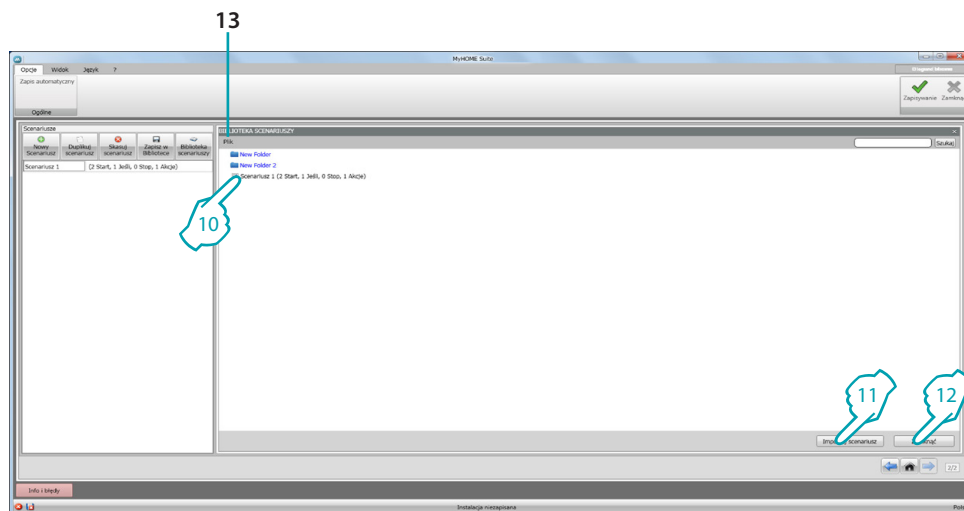 13
MyHOME Suite
Opcje Widok Język ?
Zapis automatyczny
Ogólne
Zapisywanie Zamkną
Scenariusze
Nowy Scenariusz
Duplikuj scenariusz
Skasuj scenariusz
Zapisz w Bibliotece
Biblioteka scenariuszy
Scenariusz 1 (2 Start, 1 Jeśli, 0 Stop, 1 Akcje)
BIBLIOTEKA SCENARIUSZY ×
Plik Szukaj
New Folder
New Folder 2
Scenariusz 1 (2 Start, 1 Jeśli, 0 Stop, 1 Akcje)
10
11 12
scenariusz
2/2
Info i błędy
Instalacja niezapisana